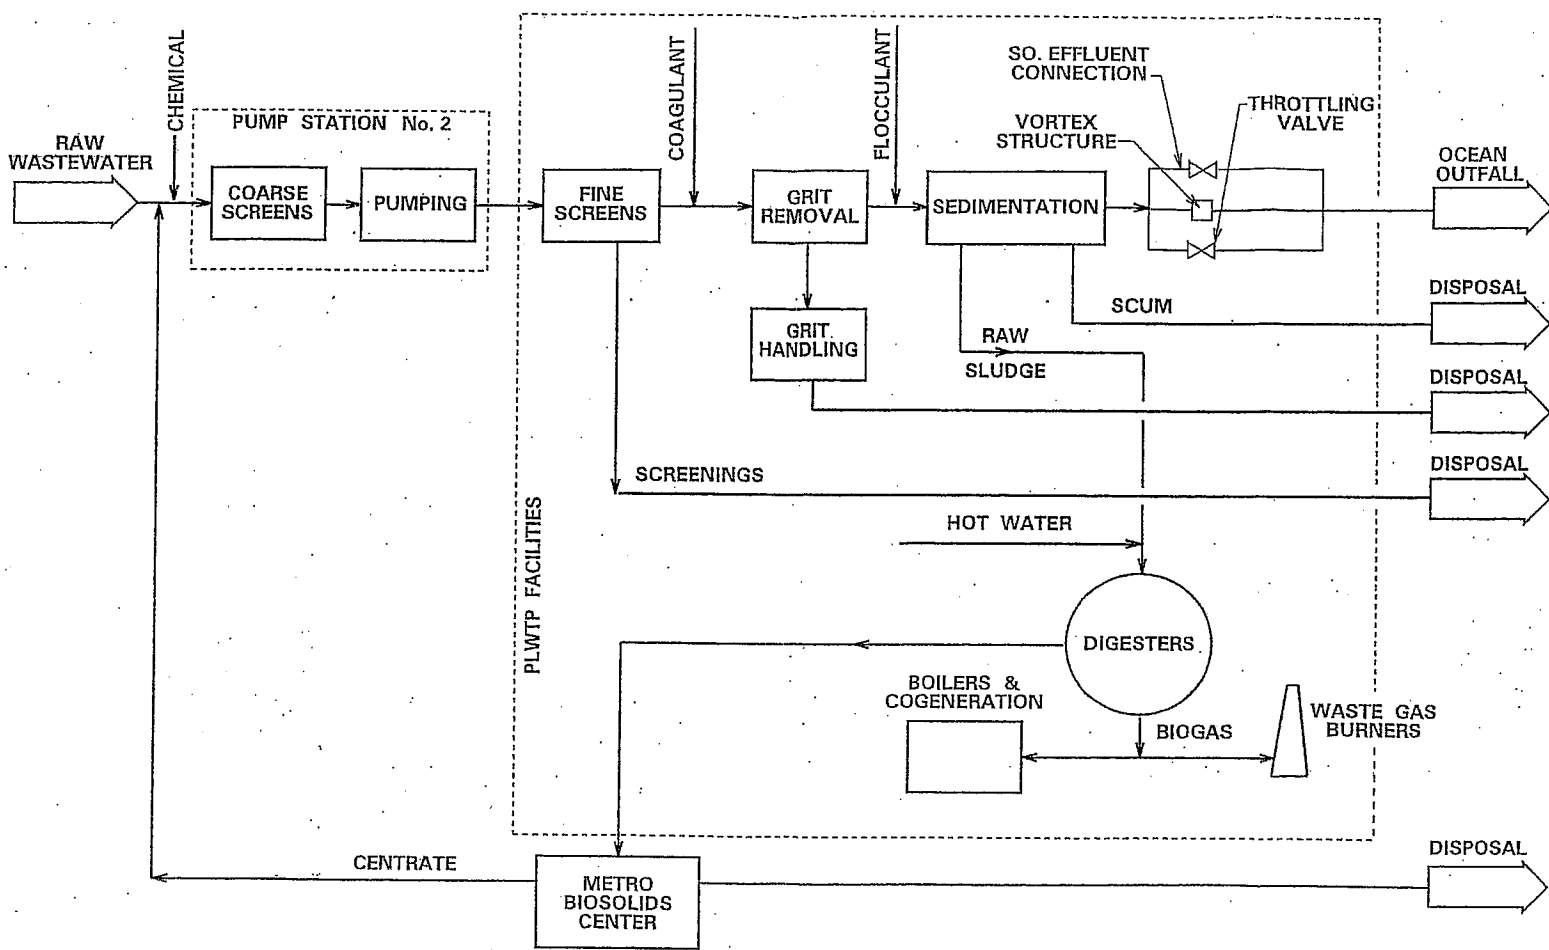 RAW
WASTEWATER
CHEMICAL
PUMP STATION No. 2
COARSE
SCREENS
PUMPING
FINE
SCREENS
COAGULANT
GRIT
REMOVAL
FLOCCULANT
SEDIMENTATION
SO. EFFLUENT
CONNECTION
VORTEX
STRUCTURE
THROTTLING
VALVE
OCEAN
OUTFALL
DISPOSAL
SCUM
GRIT
HANDLING
RAW
SLUDGE
DISPOSAL
DISPOSAL
SCREENINGS
HOT WATER
PLWTP FACILITIES
DIGESTERS
BOILERS &
COGENERATION
BIOGAS
WASTE GAS
BURNERS
CENTRATE
METRO
BIOSOLIDS
CENTER
DISPOSAL